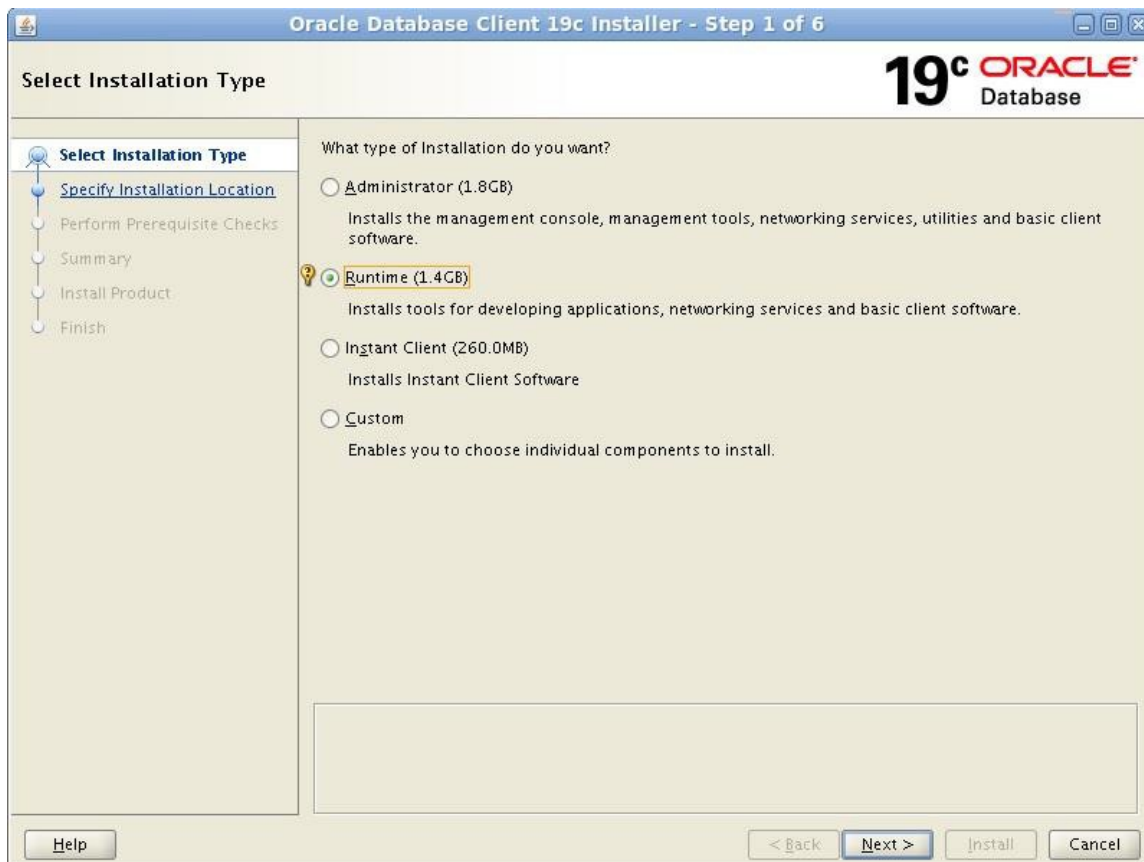 Oracle Database Client 19c Installer - Step 1 of 6
Select Installation Type
19c ORACLE
Database
Select Installation Type
Specify Installation Location
Perform Prerequisite Checks
Summary
Install Product
Finish
What type of Installation do you want?
Administrator (1.8GB)
Installs the management console, management tools, networking services, utilities and basic client
software.
Runtime (1.4GB)
Installs tools for developing applications, networking services and basic client software.
Instant Client (260.0MB)
Installs Instant Client Software
Custom
Enables you to choose individual components to install.
Help
< Back
Next >
Install
Cancel